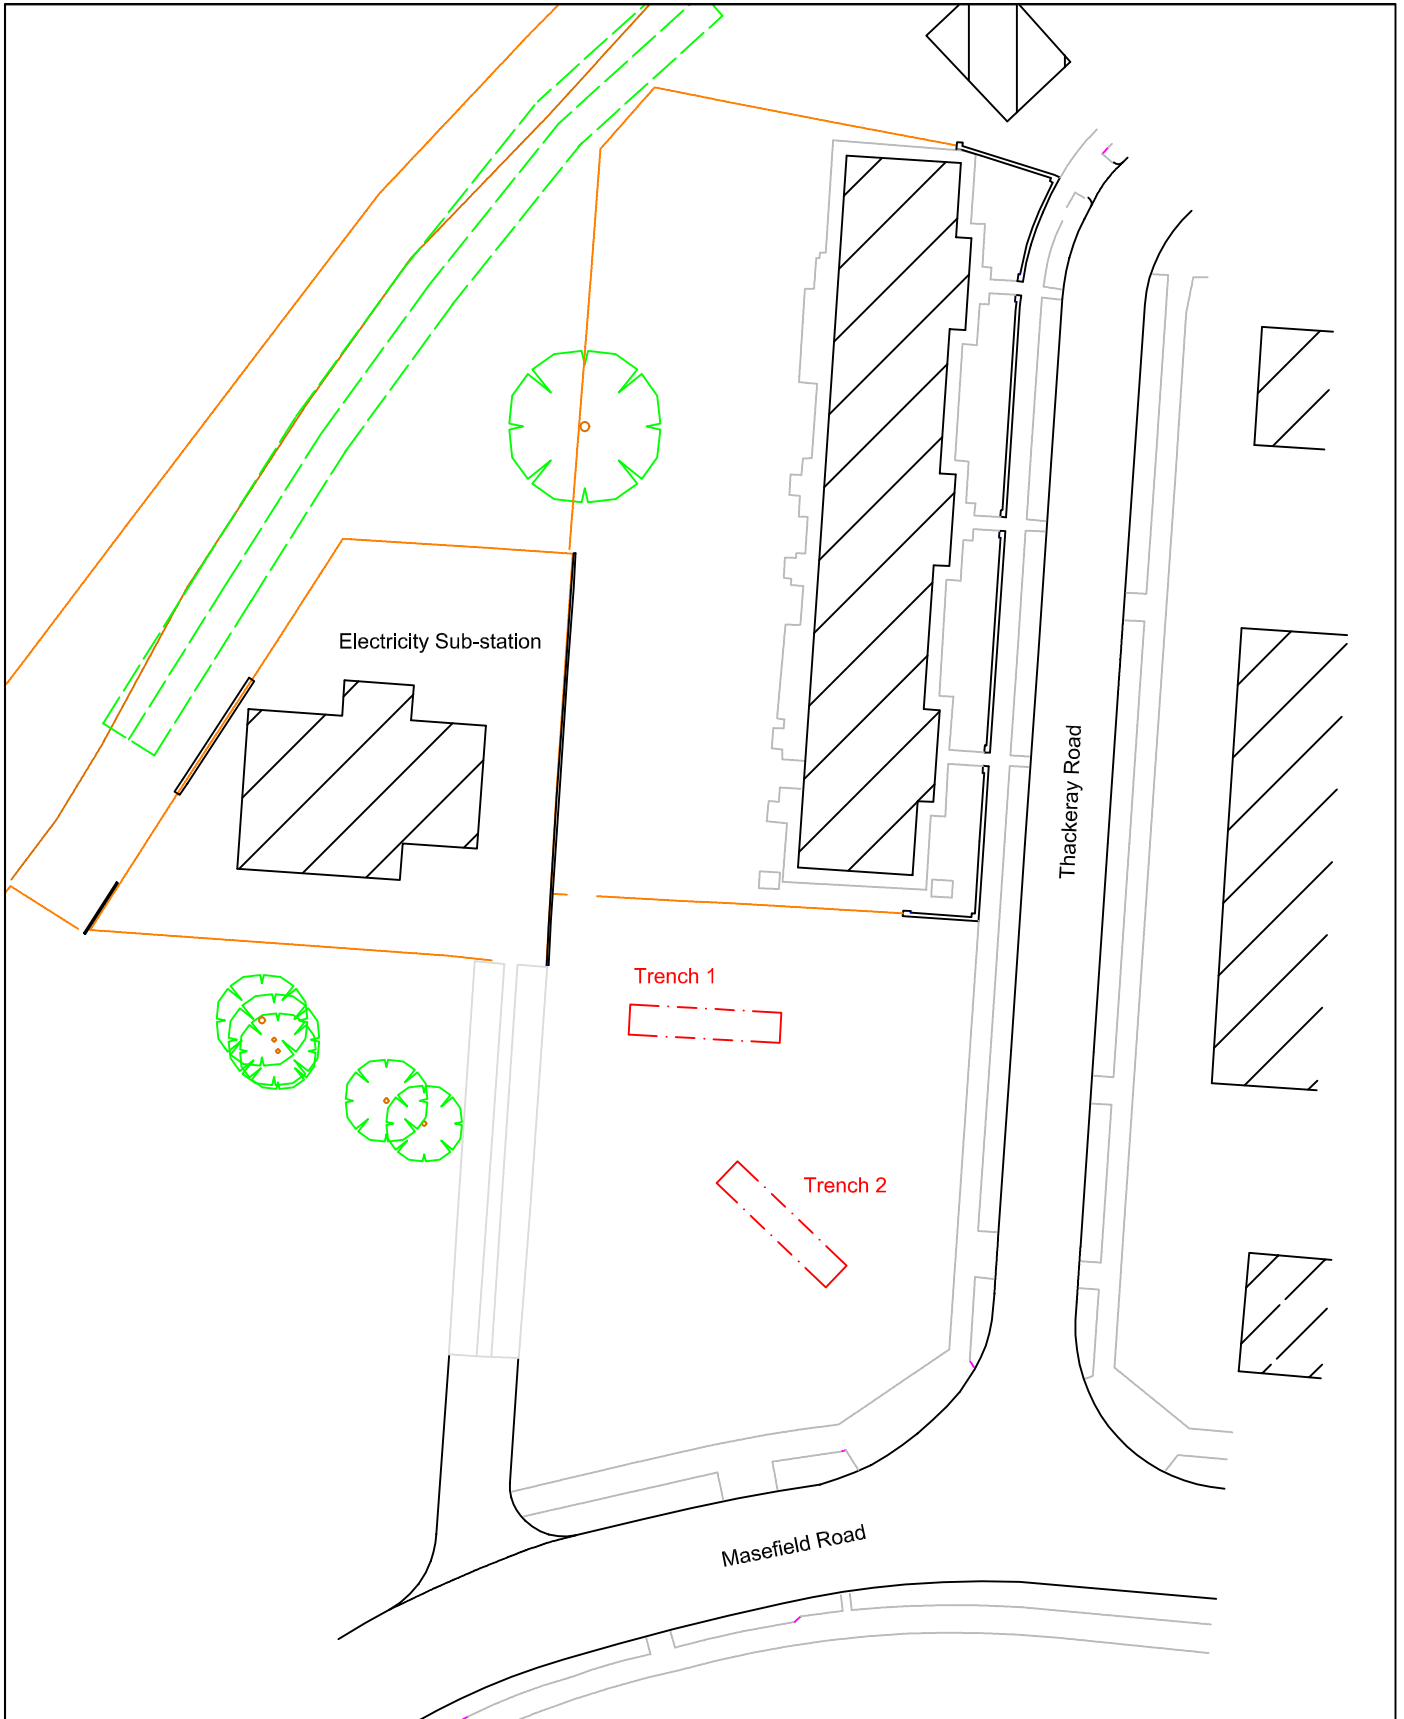 Electricity Sub-station
Thackeray Road
Trench 1
Trench 2
Masefield Road